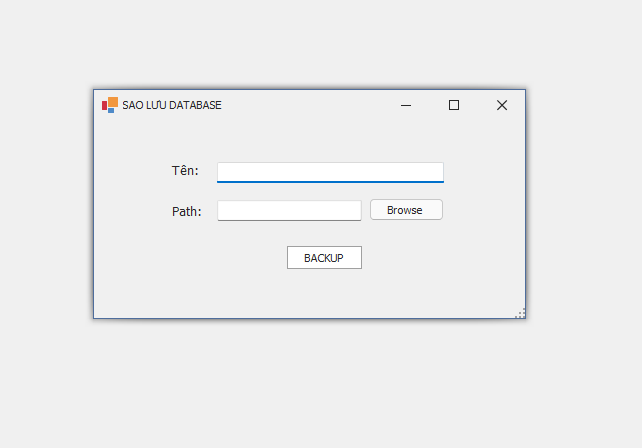 SAO LƯU DATABASE
Tên:
Path:
Browse
BACKUP